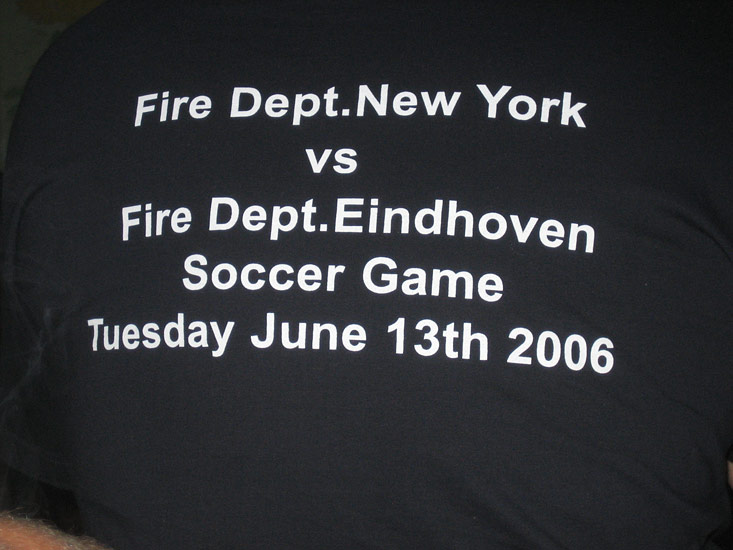 Fire Dept.New York
vs
Fire Dept.Eindhoven
Soccer Game
Tuesday June 13th 2006